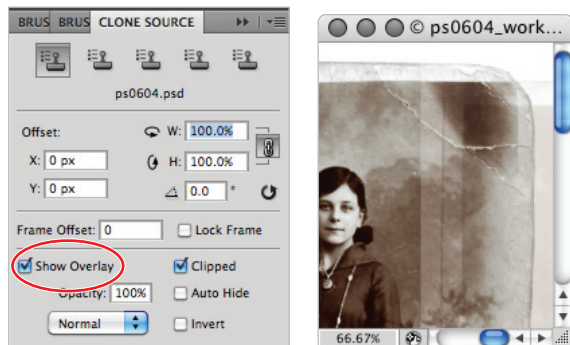 BRUS BRUS CLONE SOURCE
ps0604.psd
Offset:
W: 100.0%
X: 0 px
H: 100.0%
Y: 0 px
0.0 °
Frame Offset: 0
Lock Frame
Show Overlay
Clipped
Opacity: 100%
Auto Hide
Normal
Invert
© ps0604_work...
66.67%